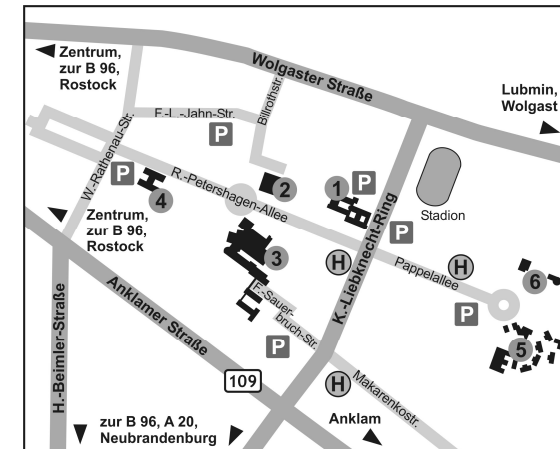 Zentrum,
zur B 96,
Rostock
Wolgaster Straße
Lubmin,
Wolgast
F.-L.-Jahn-Str.
Billrothstr.
P
W.-Rathenau-Str.
P
4
R.-Petershagen-Allee
2
1
P
Stadion
P
Zentrum,
zur B 96,
Rostock
3
H
K.-Liebknecht-Ring
Pappelallee
H
6
P
5
H.-Beimler-Straße
Anklamer Straße
F.-Sauer-
bruch-Str.
P
109
H
Makarenkostr.
Anklam
zur B 96, A 20,
Neubrandenburg